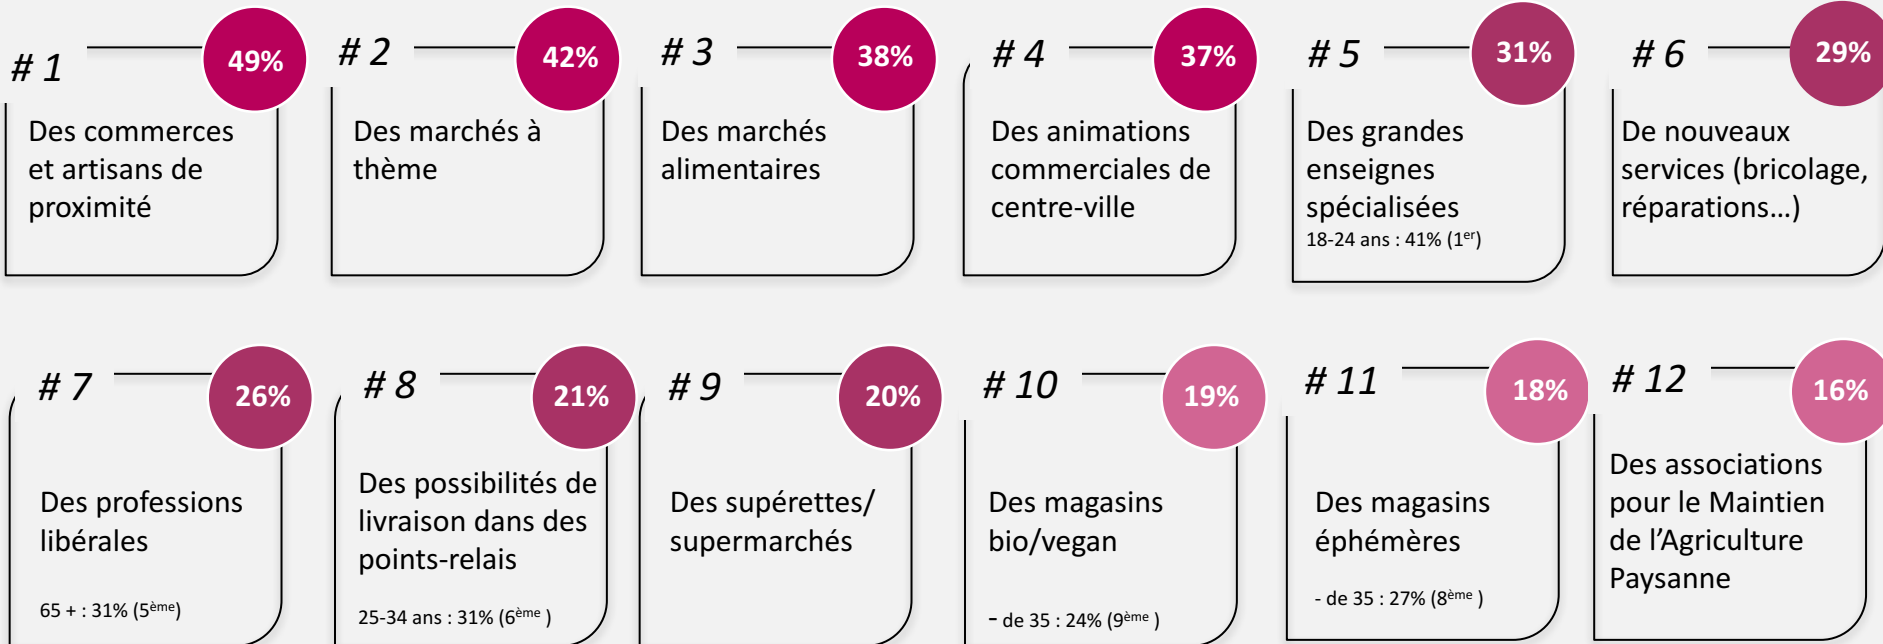 # 1
49%
Des commerces
et artisans de
proximité
# 2
42%
Des marchés à
thème
# 3
38%
Des marchés
alimentaires
# 4
37%
Des animations
commerciales de
centre-ville
# 5
31%
Des grandes
enseignes
spécialisées
18-24 ans : 41% (1er)
# 6
29%
De nouveaux
services (bricolage,
réparations...)
# 7
26%
Des professions
libérales
65 + : 31% (5ème)
# 8
21%
Des possibilités de
livraison dans des
points-relais
25-34 ans : 31% (6ème )
# 9
20%
Des supérettes/
supermarchés
# 10
19%
Des magasins
bio/vegan
- de 35 : 24% (9ème )
# 11
18%
Des magasins
éphémères
- de 35 : 27% (8ème )
# 12
16%
Des associations
pour le Maintien
de l’Agriculture
Paysanne